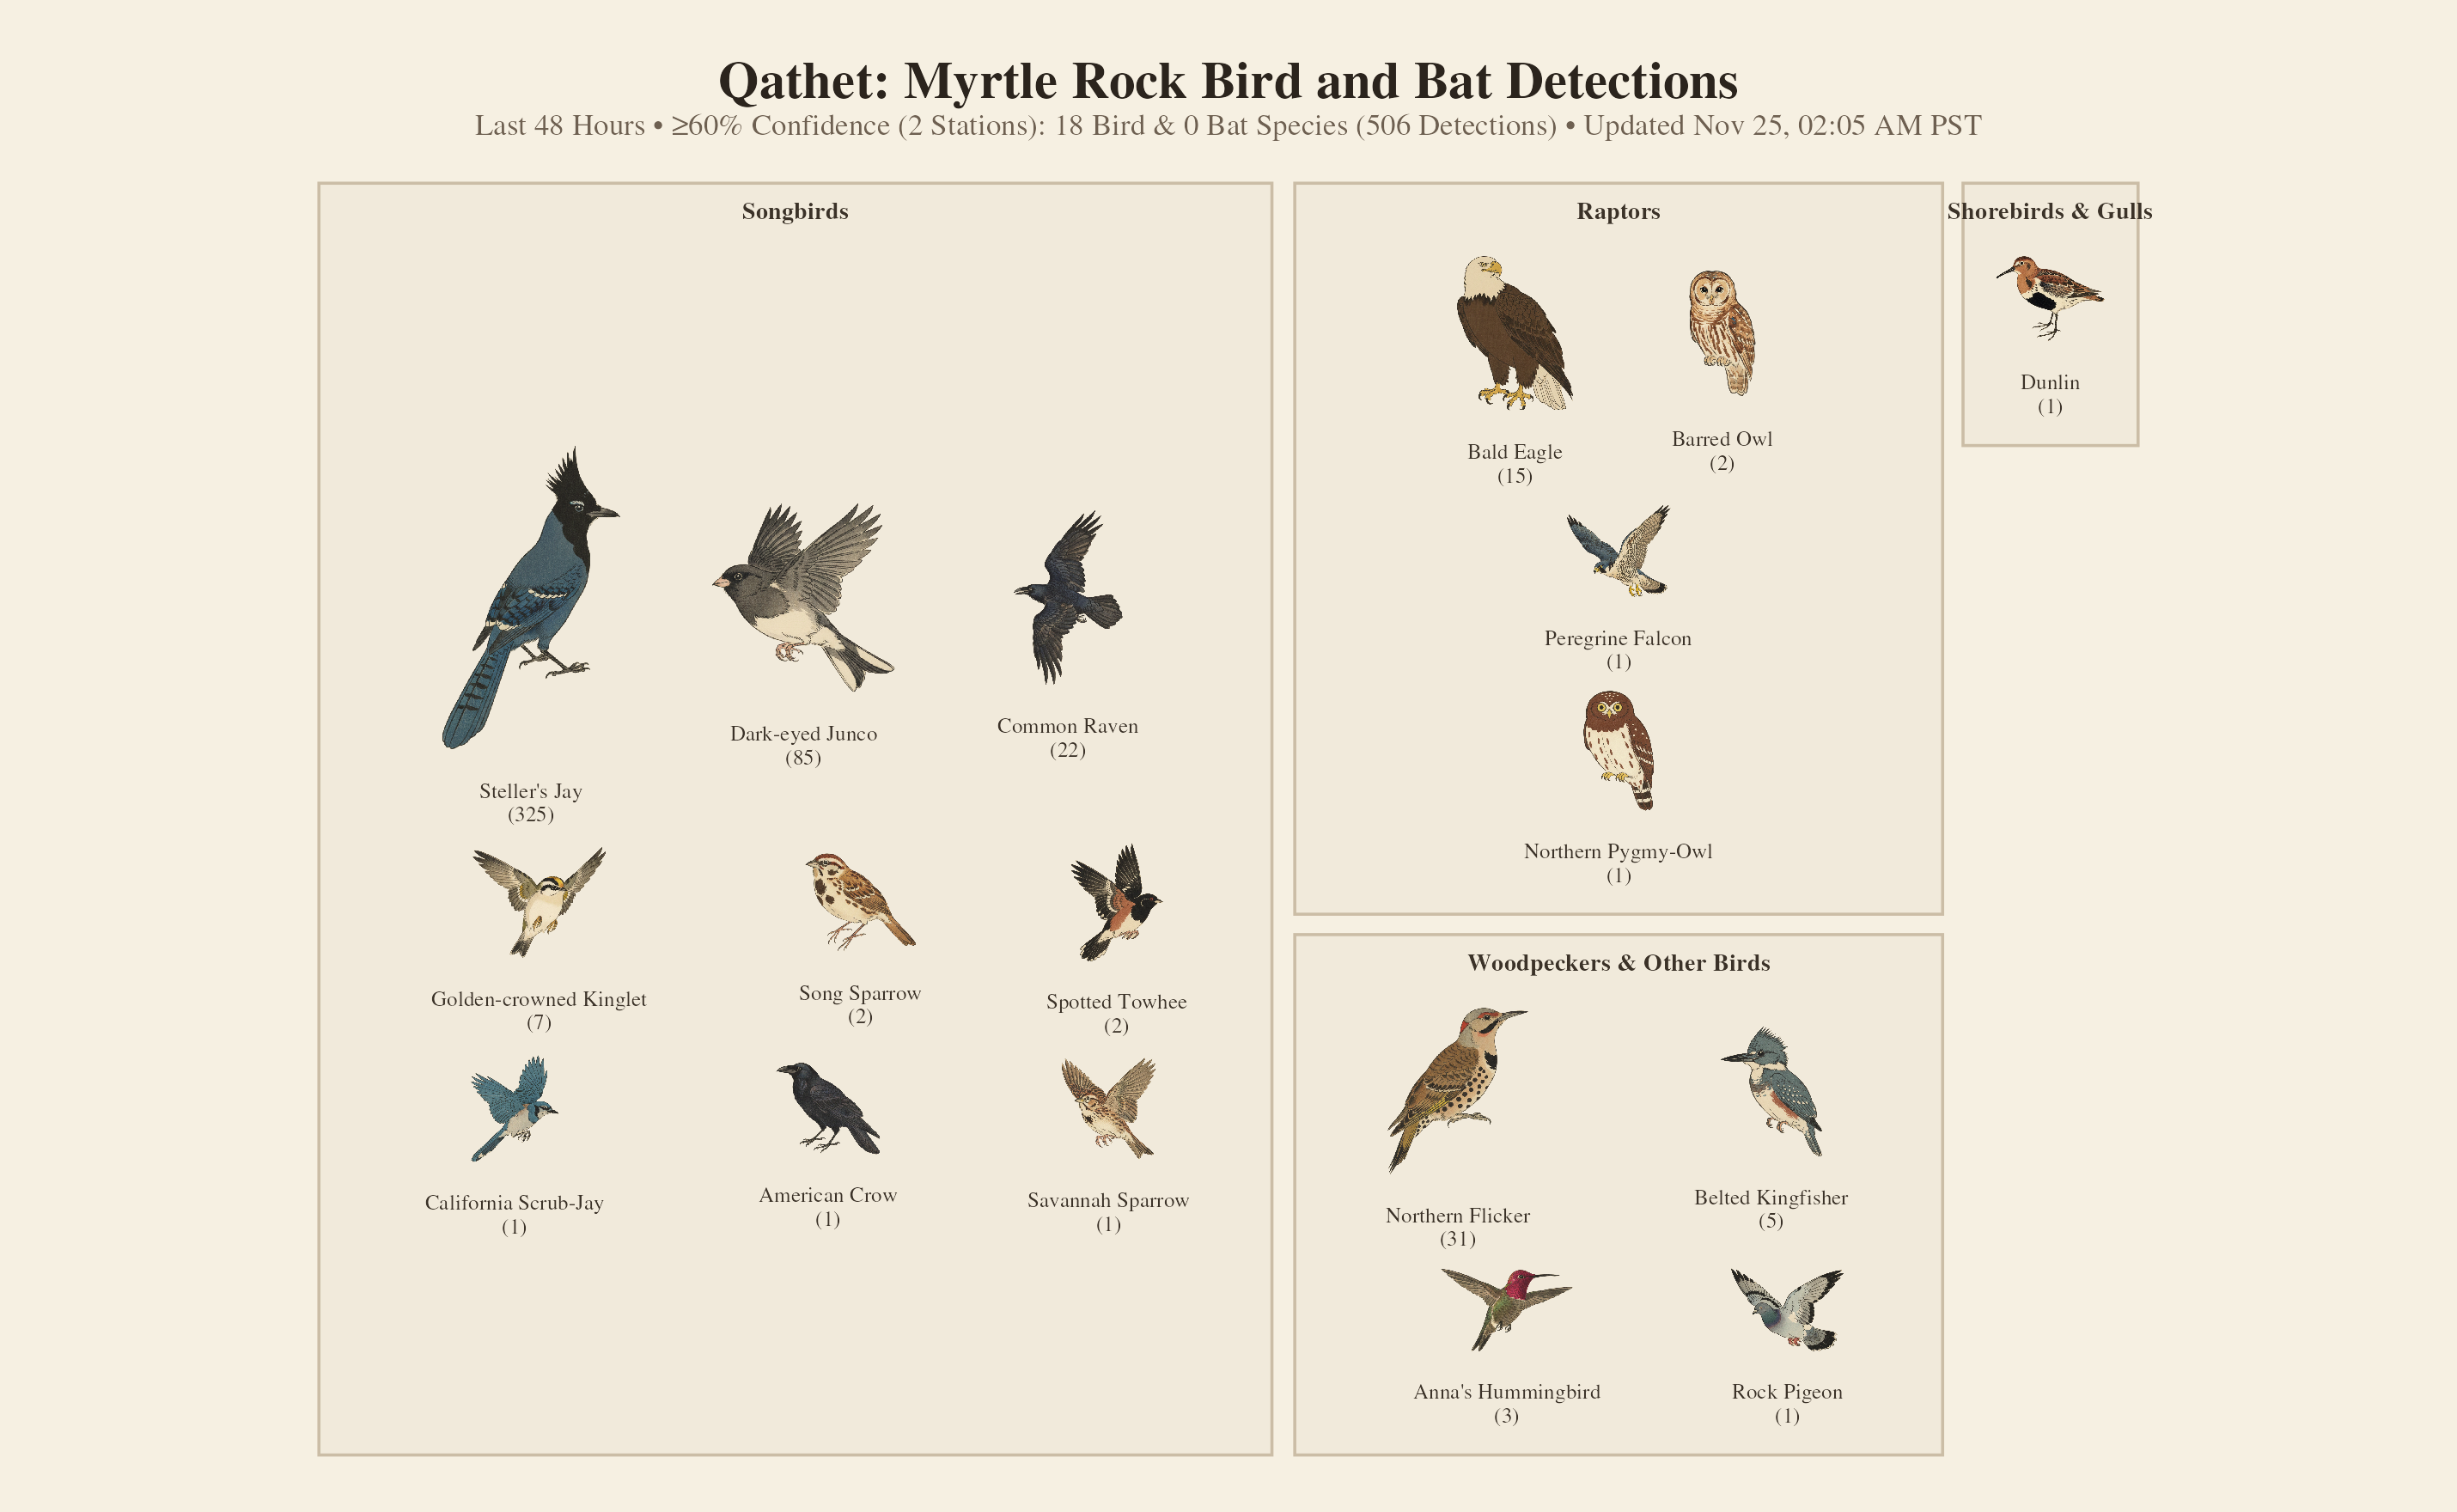 Qathet: Myrtle Rock Bird and Bat Detections
Last 48 Hours • ≥60% Confidence (2 Stations): 18 Bird & 0 Bat Species (506 Detections) • Updated Nov 25, 02:05 AM PST
Songbirds
Steller's Jay
(325)
Dark-eyed Junco
(85)
Common Raven
(22)
Golden-crowned Kinglet
(7)
Song Sparrow
(2)
Spotted Towhee
(2)
California Scrub-Jay
(1)
American Crow
(1)
Savannah Sparrow
(1)
Raptors
Bald Eagle
(15)
Barred Owl
(2)
Peregrine Falcon
(1)
Northern Pygmy-Owl
(1)
Woodpeckers & Other Birds
Northern Flicker
(31)
Belted Kingfisher
(5)
Anna's Hummingbird
(3)
Rock Pigeon
(1)
Shorebirds & Gulls
Dunlin
(1)